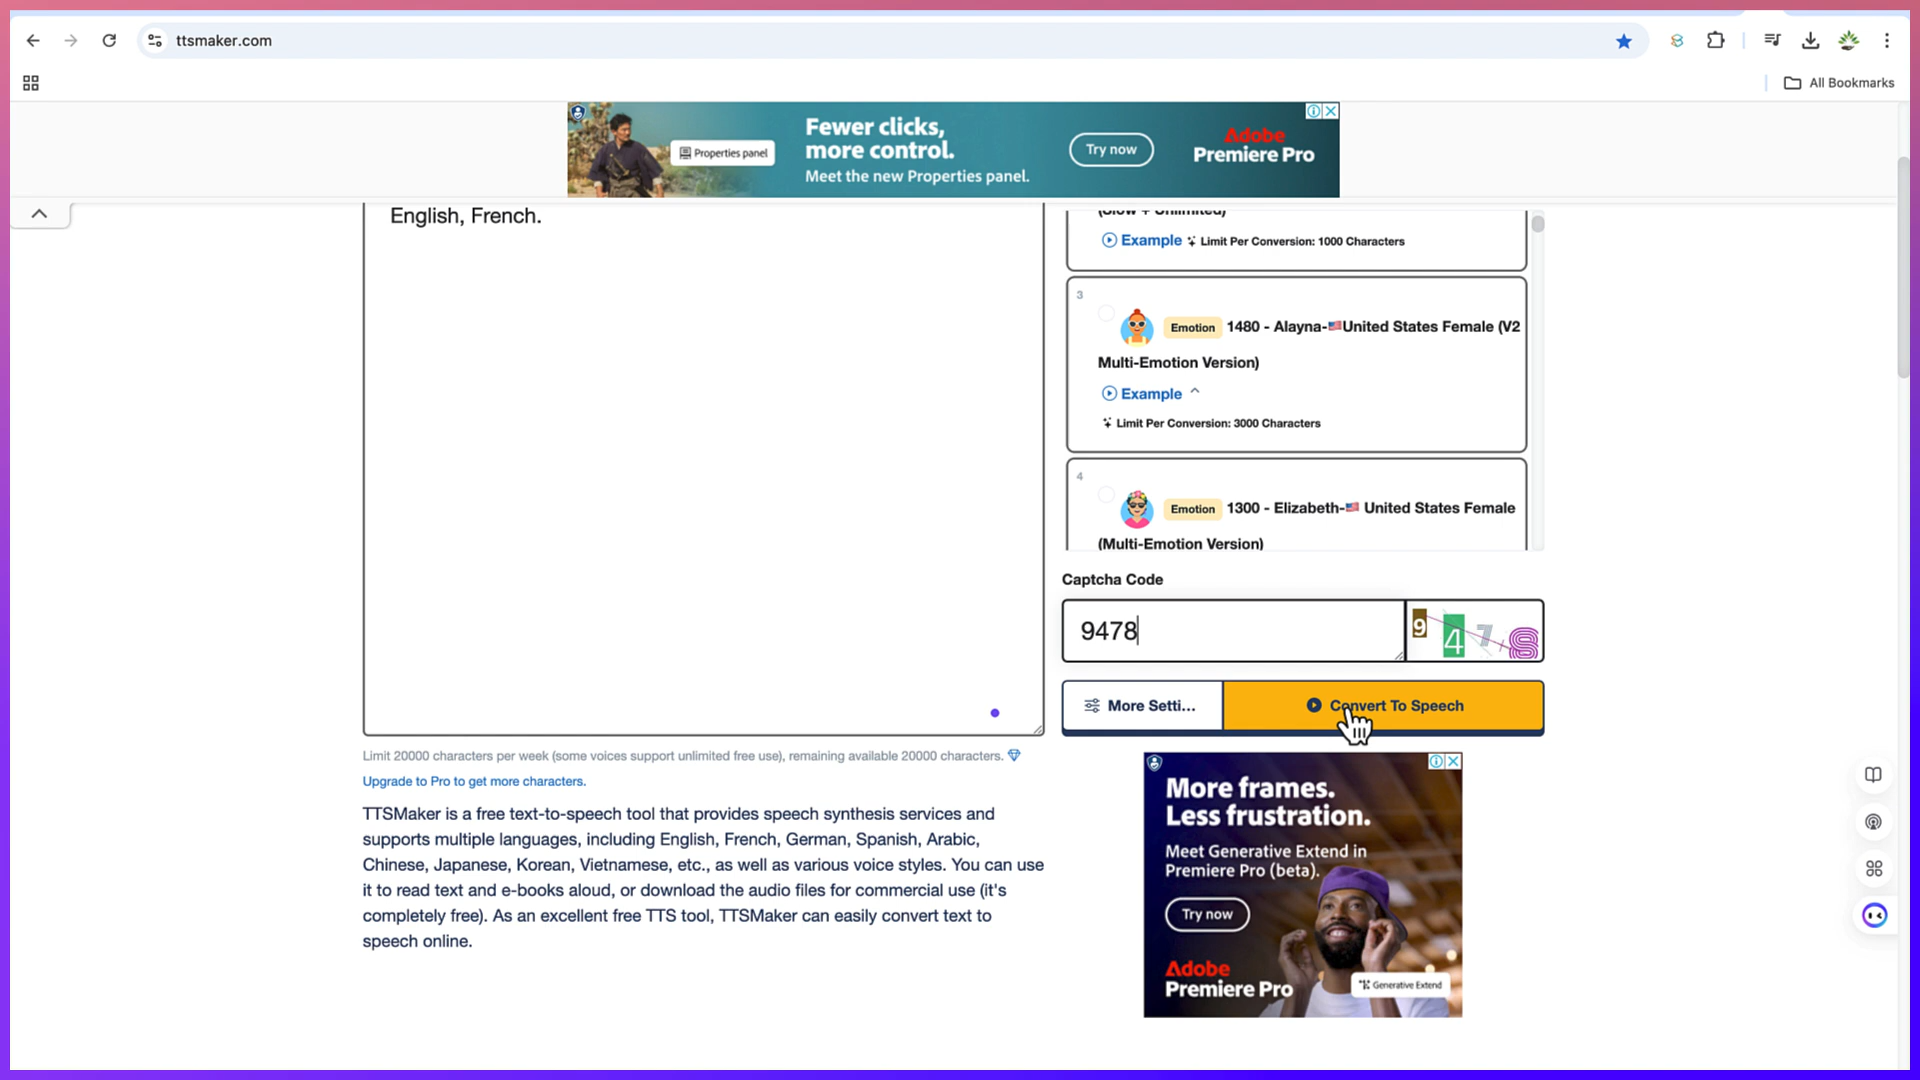 ttsmaker.com
All Bookmarks
Properties panel
Fewer clicks,
more control.
Meet the new Properties panel.
Try now
Adobe
Premiere Pro
English, French.
(Slow + Unlimited)
Example Limit Per Conversion: 1000 Characters
3
Emotion 1480 - Alayna-🇺🇸United States Female (V2
Multi-Emotion Version)
Example
Limit Per Conversion: 3000 Characters
4
Emotion 1300 - Elizabeth-🇺🇸 United States Female
(Multi-Emotion Version)
Captcha Code
9478
9478
More Setti...
Convert To Speech
Limit 20000 characters per week (some voices support unlimited free use), remaining available 20000 characters.
Upgrade to Pro to get more characters.
TTSMaker is a free text-to-speech tool that provides speech synthesis services and
supports multiple languages, including English, French, German, Spanish, Arabic,
Chinese, Japanese, Korean, Vietnamese, etc., as well as various voice styles. You can use
it to read text and e-books aloud, or download the audio files for commercial use (it's
completely free). As an excellent free TTS tool, TTSMaker can easily convert text to
speech online.
More frames.
Less frustration.
Meet Generative Extend in
Premiere Pro (beta).
Try now
Adobe
Premiere Pro
Generative Extend